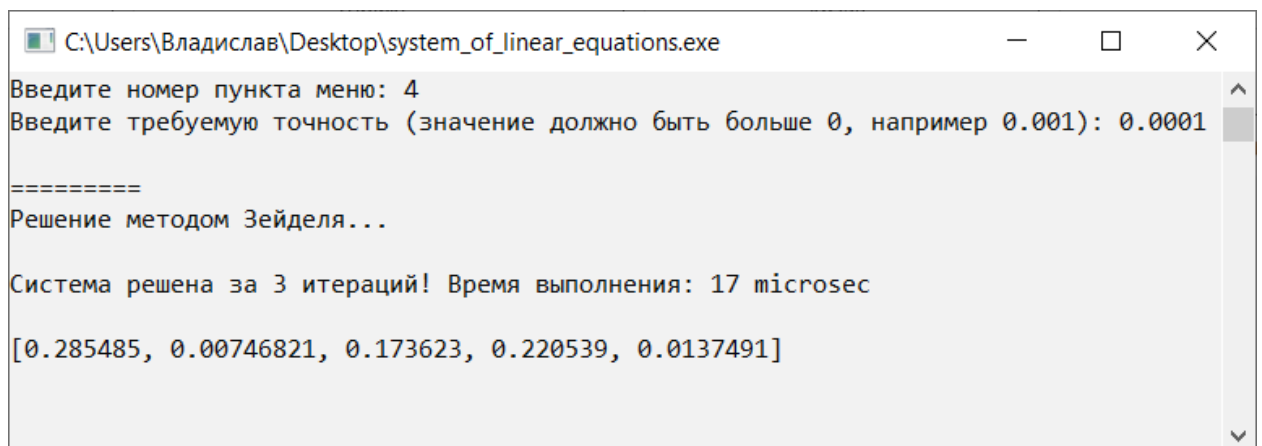 C:\Users\Владислав\Desktop\system_of_linear_equations.exe
Введите номер пункта меню: 4
Введите требуемую точность (значение должно быть больше 0, например 0.001): 0.0001
=========
Решение методом Зейделя...
Система решена за 3 итераций! Время выполнения: 17 microsec
[0.285485, 0.00746821, 0.173623, 0.220539, 0.0137491]